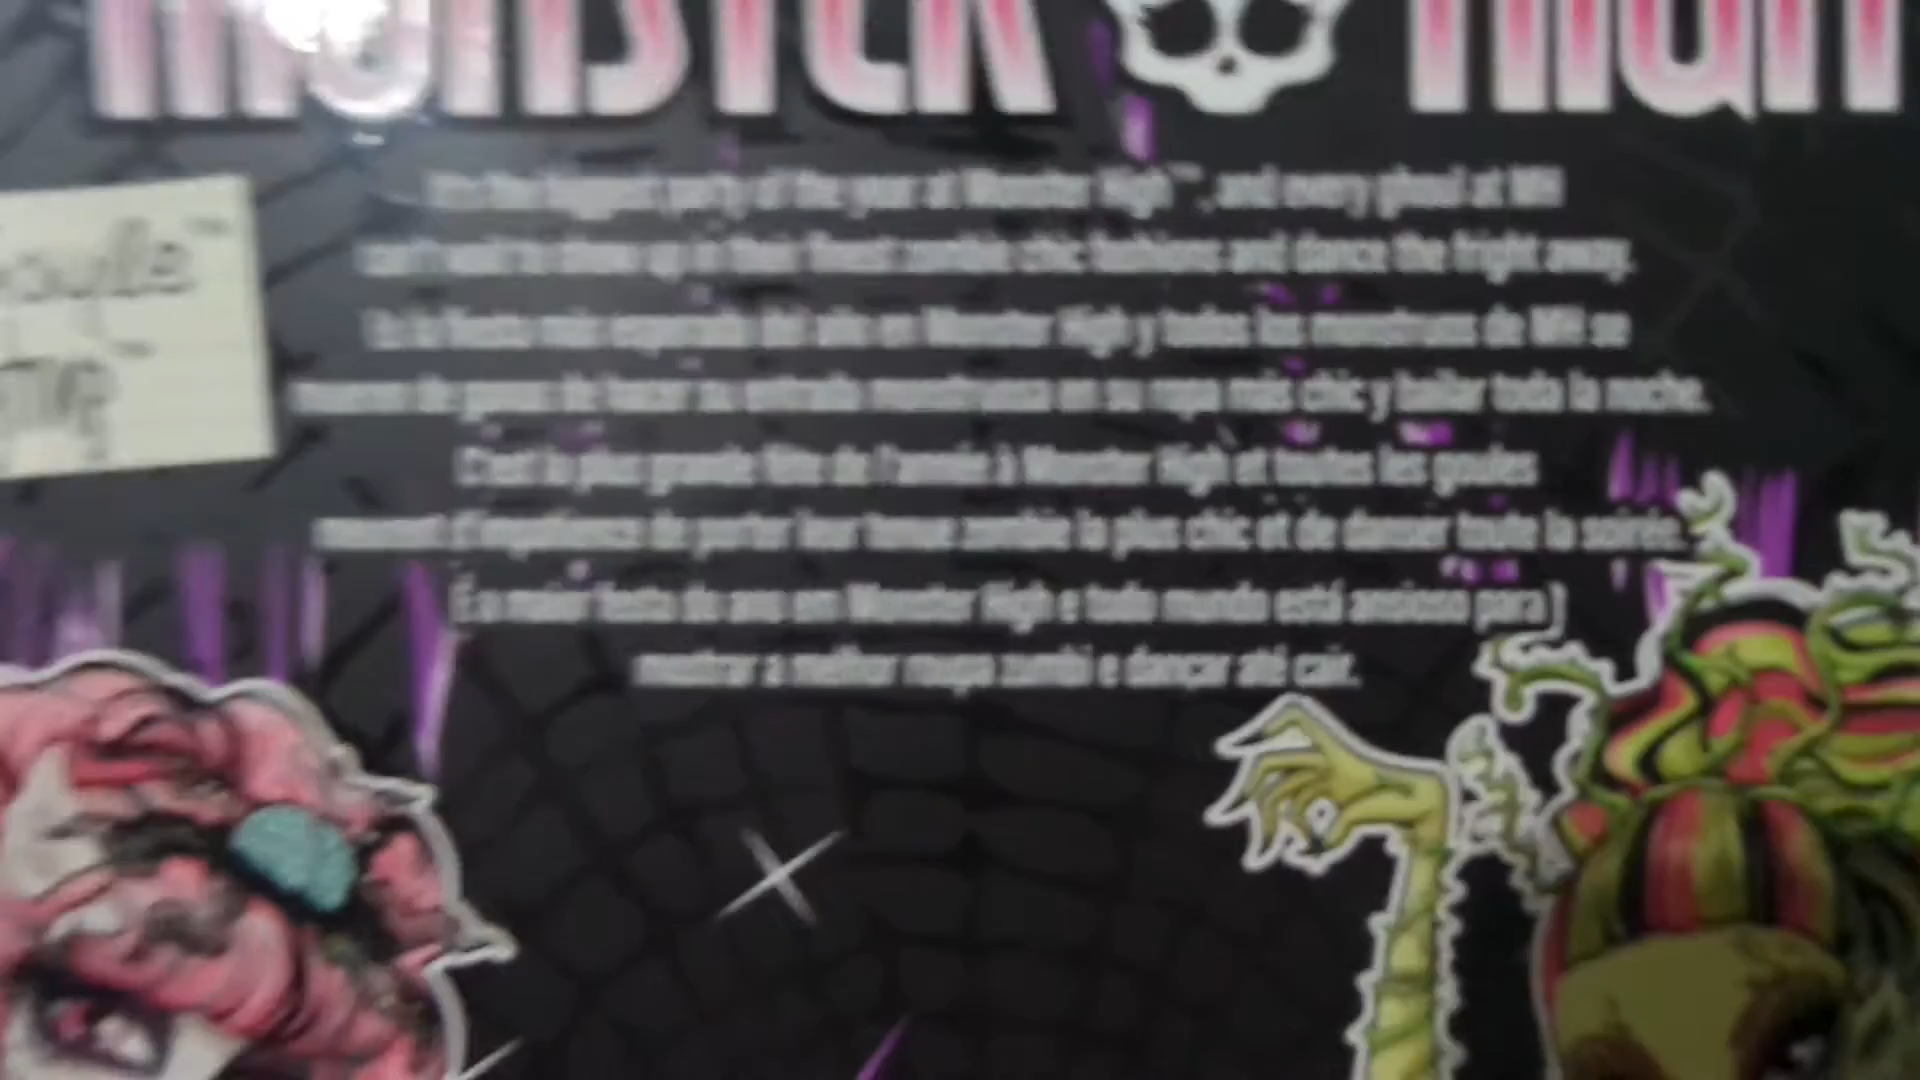 MONSTER HIGH
It's the biggest party of the year at Monster High™, and every ghoul at MH
can't wait to show up in their finest zombie chic fashions and dance the fright away.
Es la fiesta más esperada del año en Monster High y todos los monstruos de MH se
mueren de ganas de hacer su entrada monstruosa en su ropa más chic y bailar toda la noche.
C'est la plus grande fête de l'année à Monster High et toutes les goules
meurent d'impatience de porter leur tenue zombie la plus chic et de danser toute la soirée.
É a maior festa do ano em Monster High e todo mundo está ansioso para
mostrar a melhor roupa zumbi e dançar até cair.